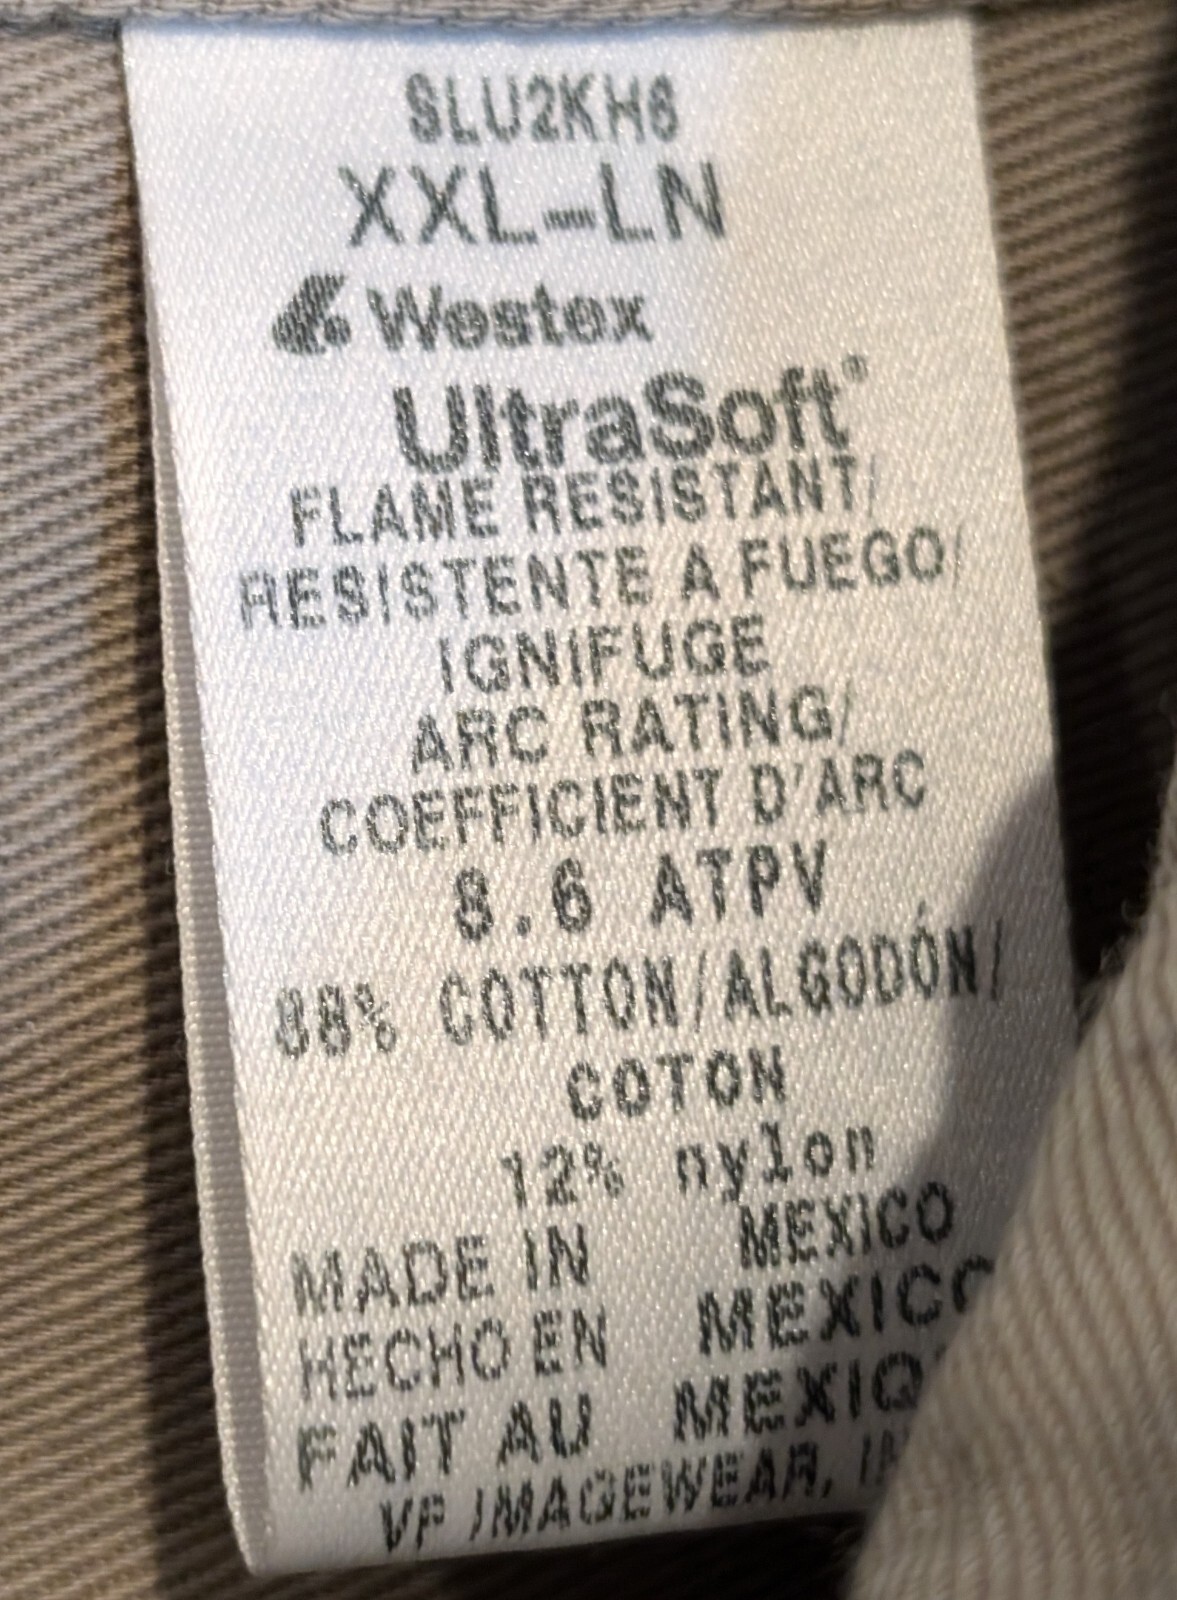 SLU2KH6
XXL-LN
Westex
UltraSoft®
FLAME RESISTANT/
RESISTENTE A FUEGO/
IGNIFUGE
ARC RATING/
COEFFICIENT D'ARC
8.6 ATPV
88% COTTON/ALGODÓN/
COTON
12% nylon
MADE IN MEXICO
HECHO EN MEXICO
FAIT AU MEXIQ
VF IMAGEWEAR,